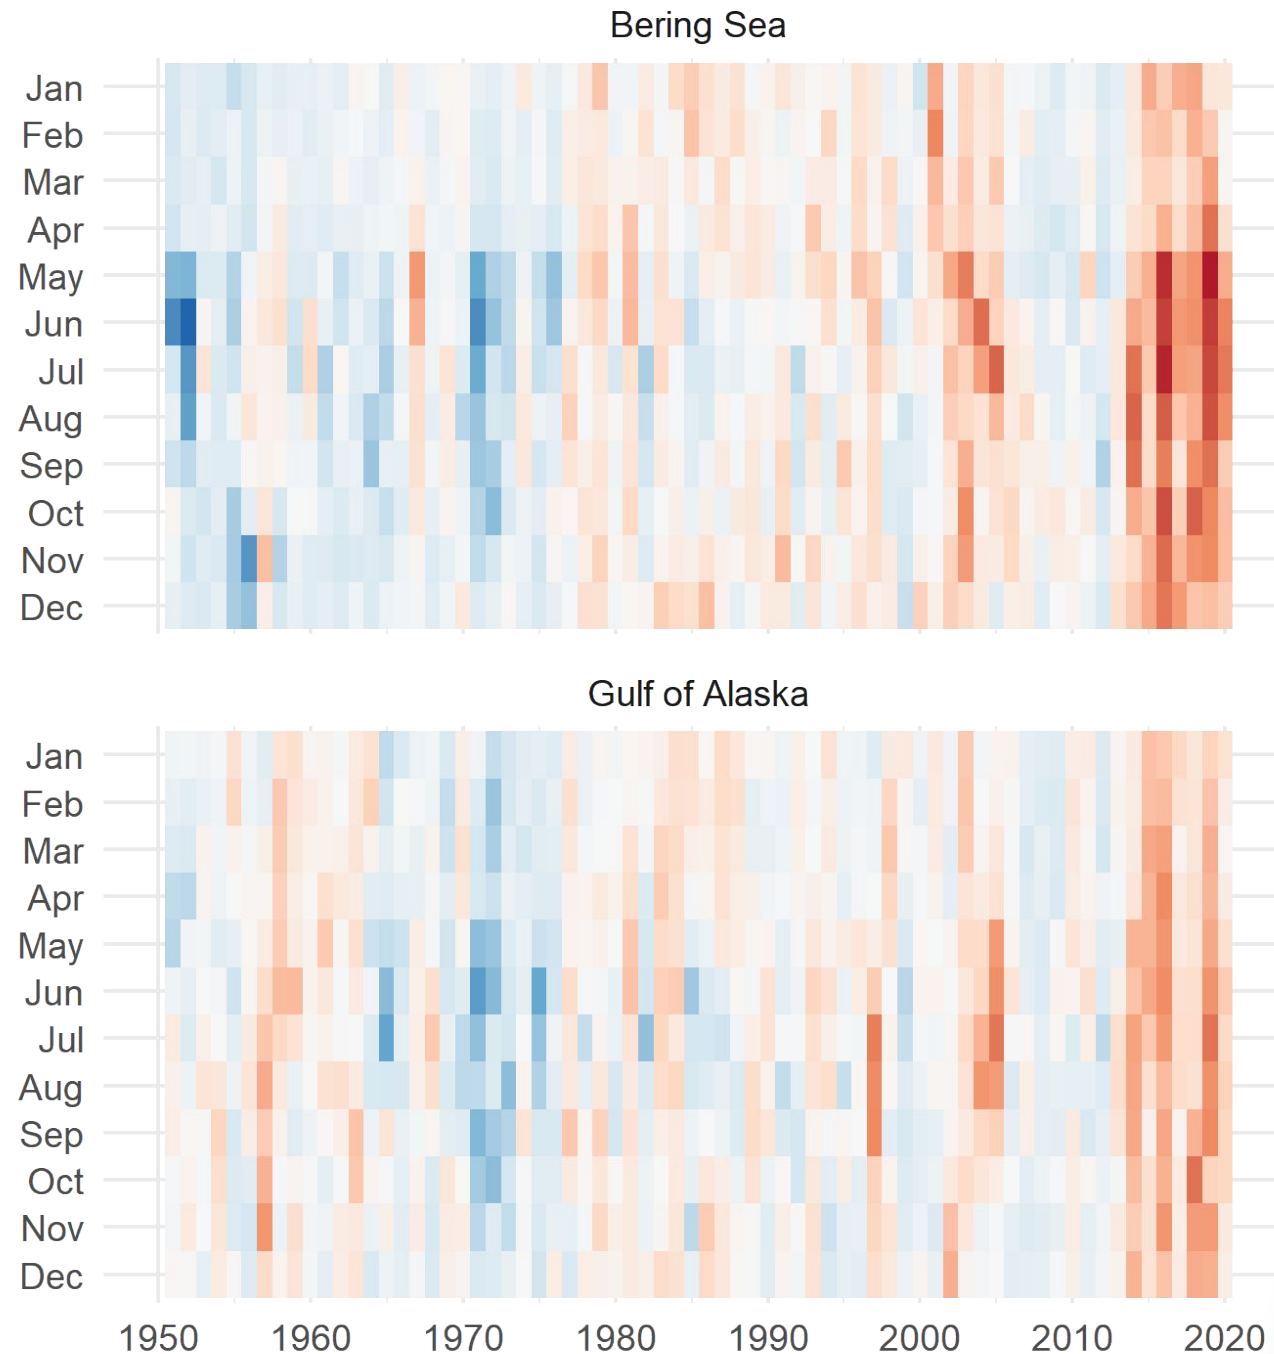 Bering Sea
Jan
Feb
Mar
Apr
May
Jun
Jul
Aug
Sep
Oct
Nov
Dec
Gulf of Alaska
Jan
Feb
Mar
Apr
May
Jun
Jul
Aug
Sep
Oct
Nov
Dec
1950 1960 1970 1980 1990 2000 2010 2020